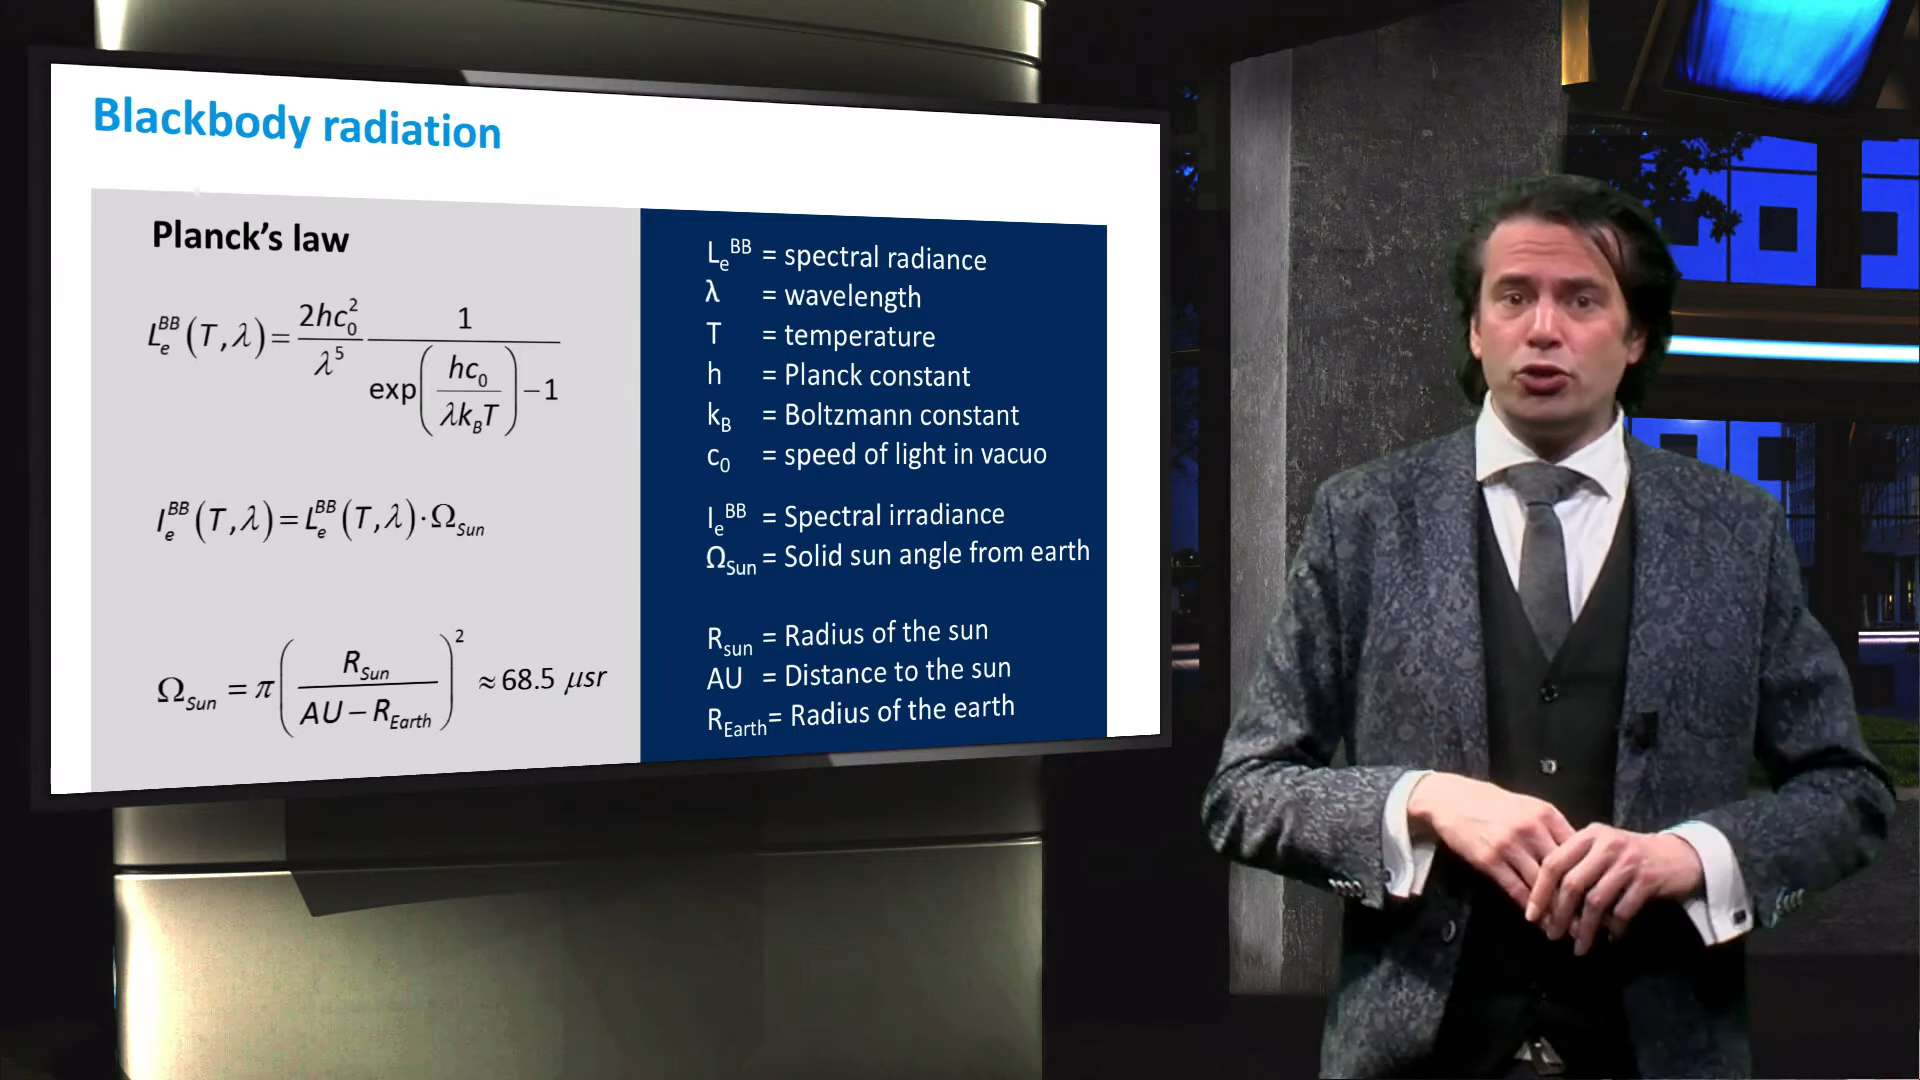 Blackbody radiation
Planck's law
L_e^BB (T, λ) = 2hc_0^2 / λ^5 · 1 / (exp(hc_0 / λk_BT) − 1)
I_e^BB (T, λ) = L_e^BB (T, λ) · Ω_Sun
Ω_Sun = π (R_Sun / (AU − R_Earth))^2 ≈ 68.5 μsr
L_e^BB = spectral radiance
λ = wavelength
T = temperature
h = Planck constant
k_B = Boltzmann constant
c_0 = speed of light in vacuo
I_e^BB = Spectral irradiance
Ω_Sun = Solid sun angle from earth
R_sun = Radius of the sun
AU = Distance to the sun
R_Earth = Radius of the earth